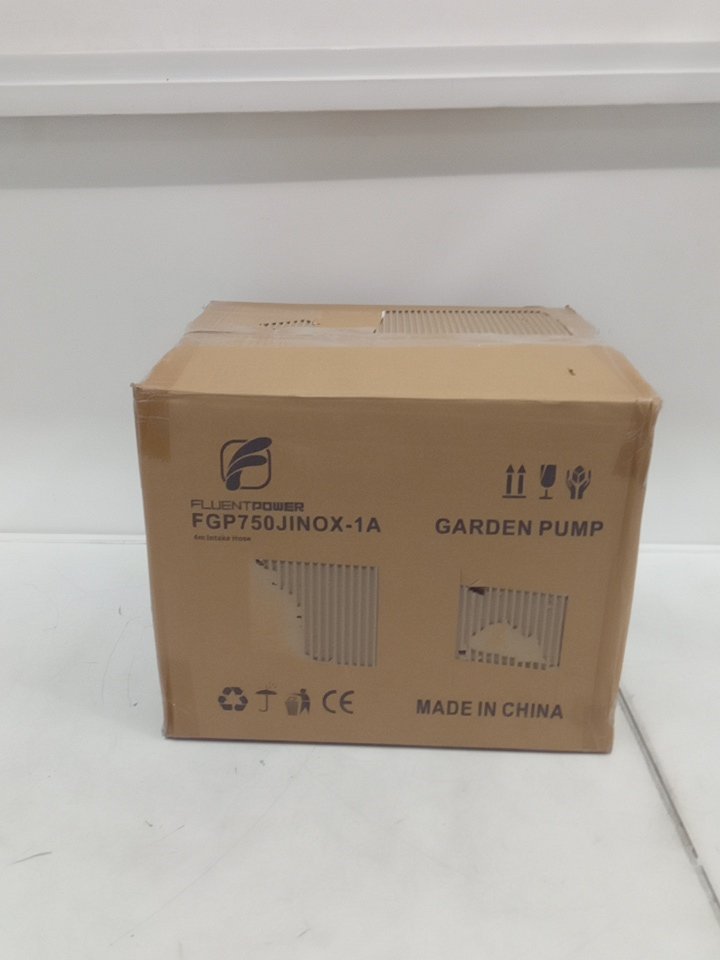 FLUENTPOWER
FGP750JINOX-1A
4m Intake Hose
GARDEN PUMP
CE
MADE IN CHINA